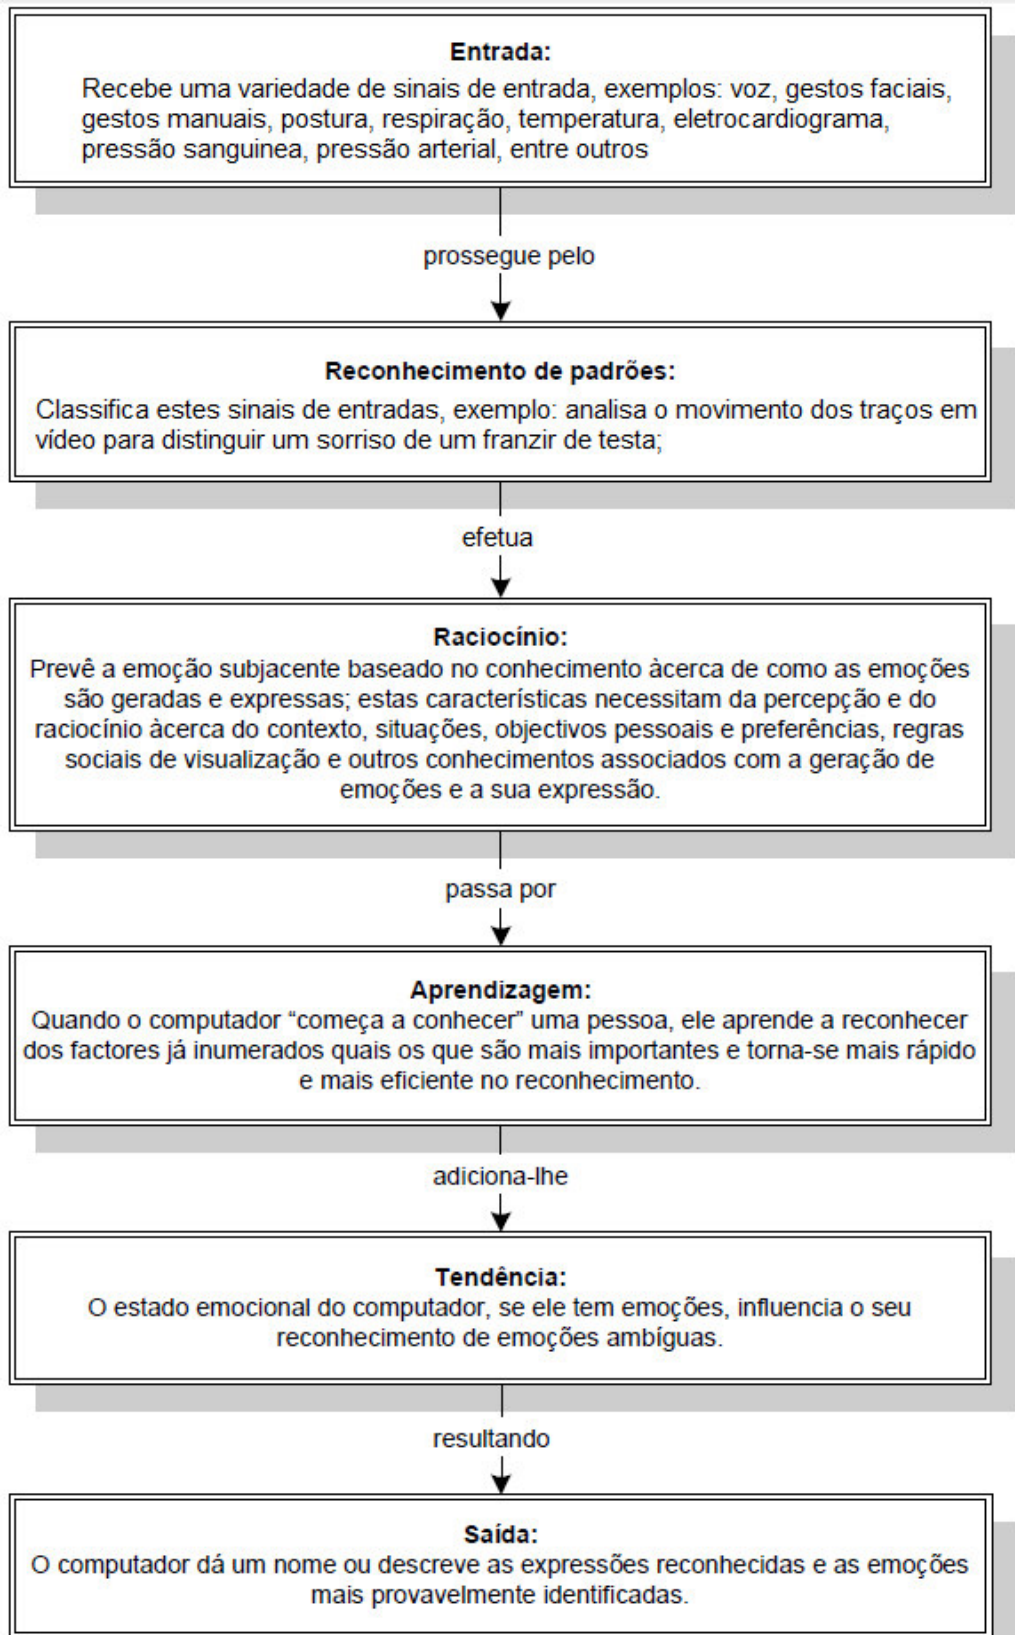 Entrada:
Recebe uma variedade de sinais de entrada, exemplos: voz, gestos faciais,
gestos manuais, postura, respiração, temperatura, eletrocardiograma,
pressão sanguinea, pressão arterial, entre outros
prossegue pelo
Reconhecimento de padrões:
Classifica estes sinais de entradas, exemplo: analisa o movimento dos traços em
vídeo para distinguir um sorriso de um franzir de testa;
efetua
Raciocínio:
Prevê a emoção subjacente baseado no conhecimento àcerca de como as emoções
são geradas e expressas; estas características necessitam da percepção e do
raciocínio àcerca do contexto, situações, objectivos pessoais e preferências, regras
sociais de visualização e outros conhecimentos associados com a geração de
emoções e a sua expressão.
passa por
Aprendizagem:
Quando o computador “começa a conhecer” uma pessoa, ele aprende a reconhecer
dos factores já inumerados quais os que são mais importantes e torna-se mais rápido
e mais eficiente no reconhecimento.
adiciona-lhe
Tendência:
O estado emocional do computador, se ele tem emoções, influencia o seu
reconhecimento de emoções ambíguas.
resultando
Saída:
O computador dá um nome ou descreve as expressões reconhecidas e as emoções
mais provavelmente identificadas.